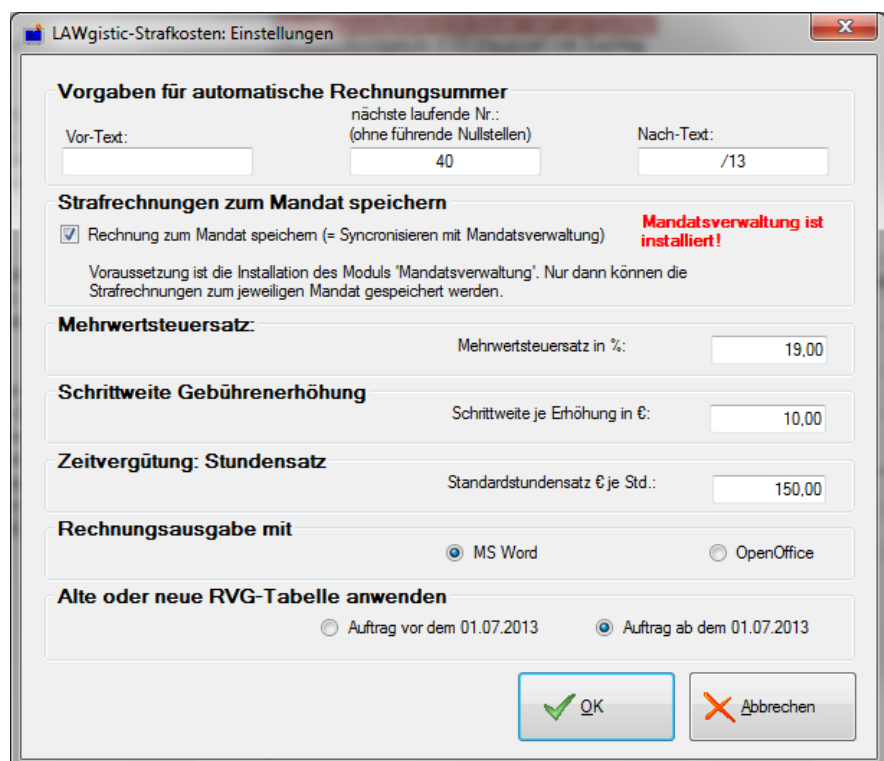 LAWgistic-Strafkosten: Einstellungen
Vorgaben für automatische Rechnungsummer
Vor-Text:
nächste laufende Nr.:
(ohne führende Nullstellen)
Nach-Text:
40
/13
Strafrechnungen zum Mandat speichern
Rechnung zum Mandat speichern (= Syncronisieren mit Mandatsverwaltung)
Mandatsverwaltung ist
installiert!
Voraussetzung ist die Installation des Moduls 'Mandatsverwaltung'. Nur dann können die
Strafrechnungen zum jeweiligen Mandat gespeichert werden.
Mehrwertsteuersatz:
Mehrwertsteuersatz in %:
19,00
Schrittweite Gebührenerhöhung
Schrittweite je Erhöhung in €:
10,00
Zeitvergütung: Stundensatz
Standardstundensatz € je Std.:
150,00
Rechnungsausgabe mit
MS Word
OpenOffice
Alte oder neue RVG-Tabelle anwenden
Auftrag vor dem 01.07.2013
Auftrag ab dem 01.07.2013
OK
Abbrechen